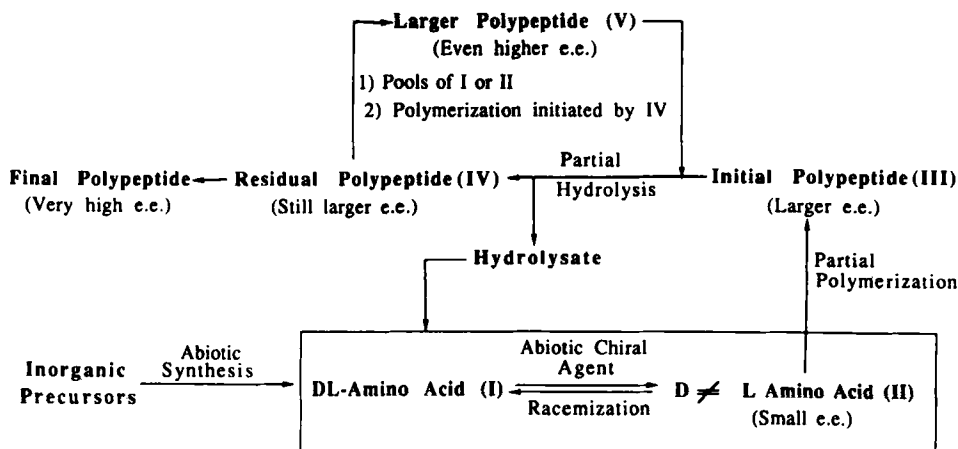 Larger Polypeptide (V)
(Even higher e.e.)
1) Pools of I or II
2) Polymerization initiated by IV
Final Polypeptide
(Very high e.e.)
Residual Polypeptide (IV)
(Still larger e.e.)
Partial
Hydrolysis
Initial Polypeptide (III)
(Larger e.e.)
Hydrolysate
Partial
Polymerization
Inorganic
Precursors
Abiotic
Synthesis
DL-Amino Acid (I)
Abiotic Chiral
Agent
Racemization
D ≠ L Amino Acid (II)
(Small e.e.)